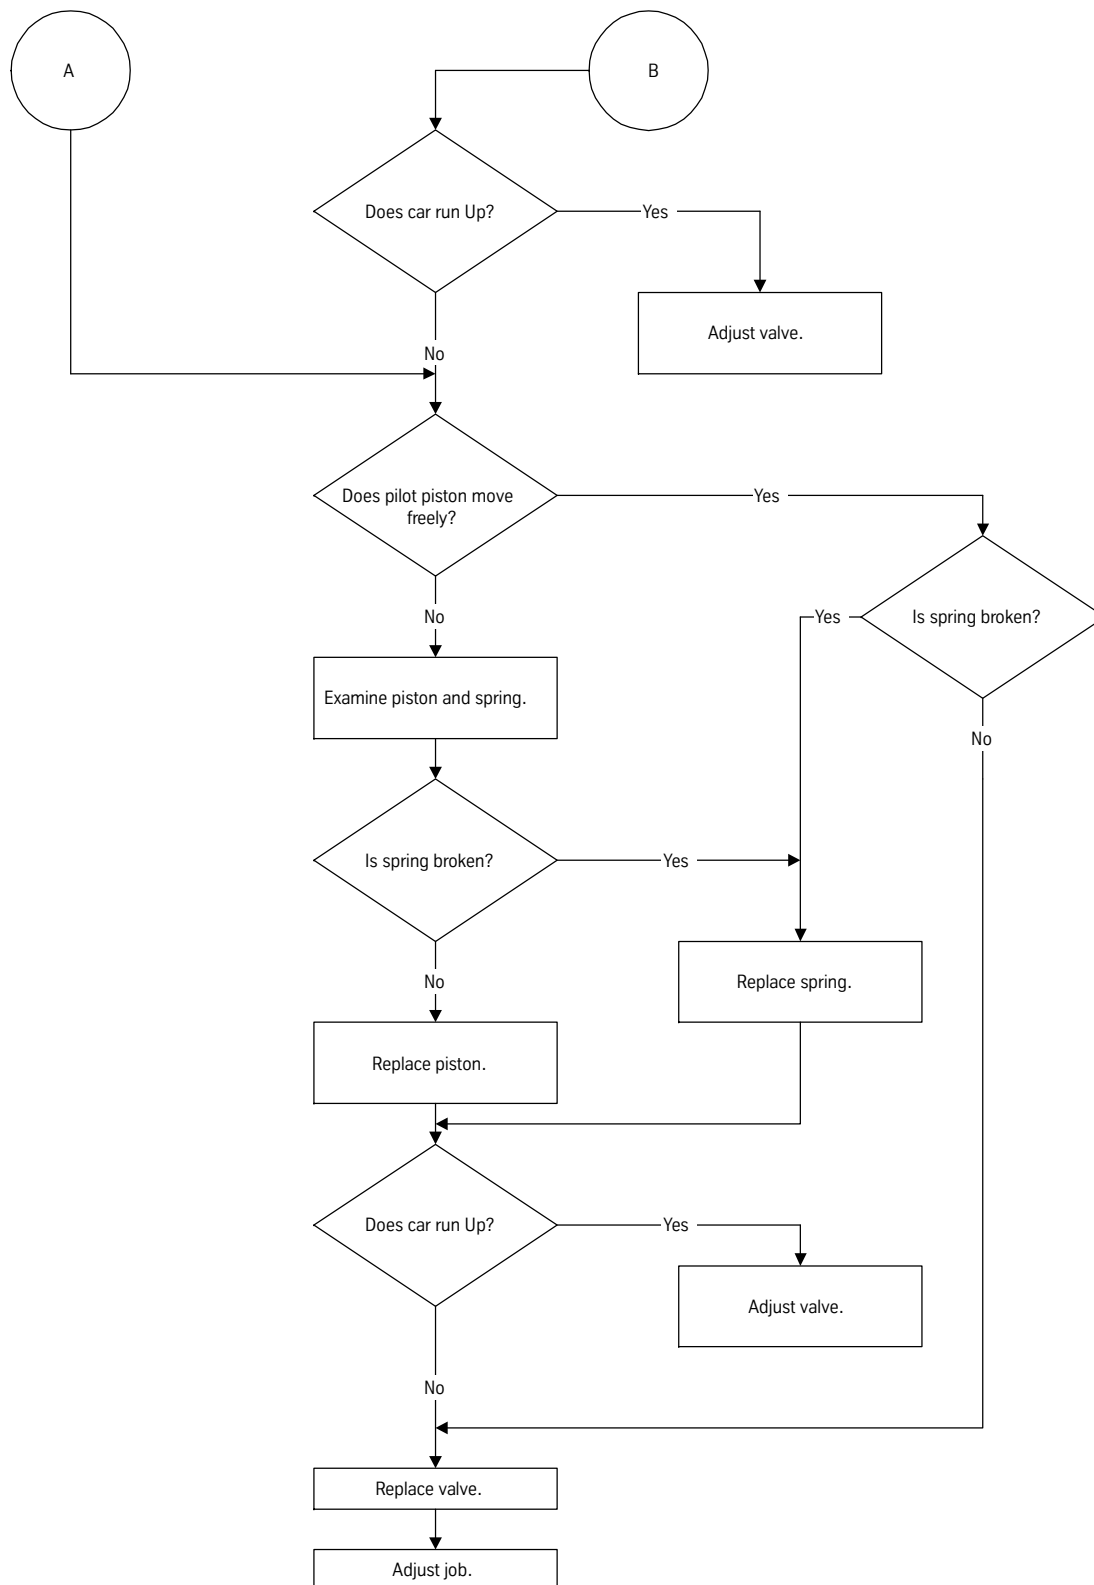 A
B
Does car run Up?
Yes
Adjust valve.
No
Does pilot piston move
freely?
Yes
No
Yes
Is spring broken?
Examine piston and spring.
No
Is spring broken?
Yes
No
Replace spring.
Replace piston.
Does car run Up?
Yes
Adjust valve.
No
Replace valve.
Adjust job.